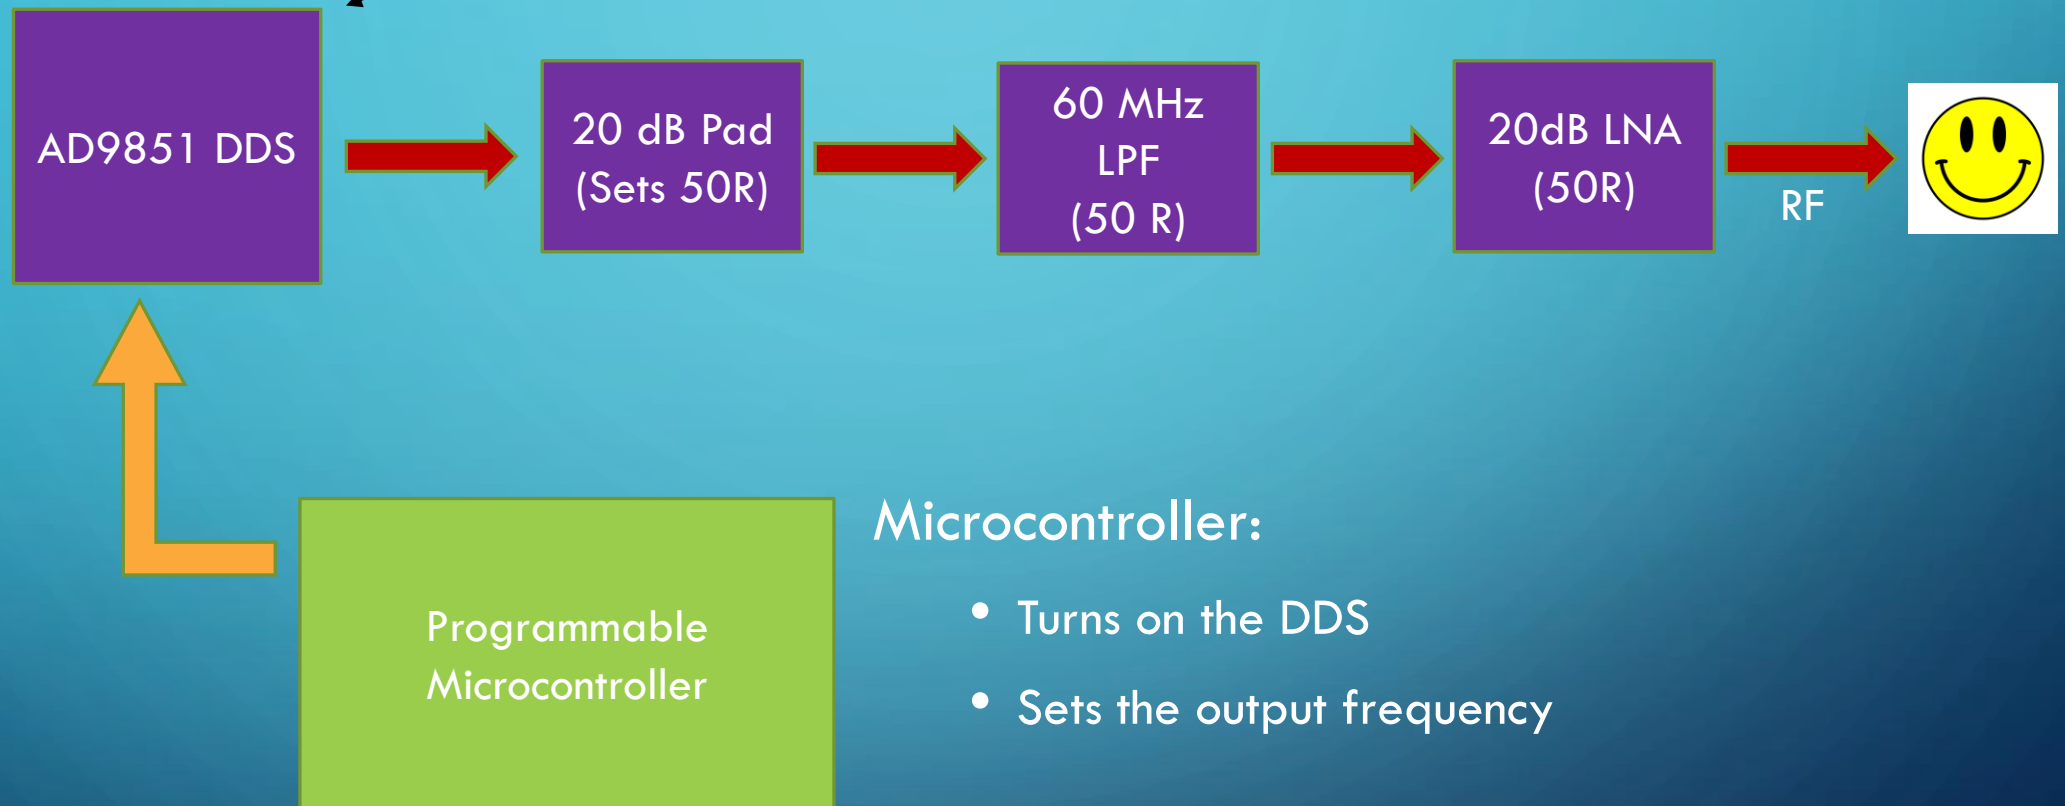 AD9851 DDS
20 dB Pad
(Sets 50R)
60 MHz
LPF
(50 R)
20dB LNA
(50R)
RF
Programmable
Microcontroller
Microcontroller:
• Turns on the DDS
• Sets the output frequency